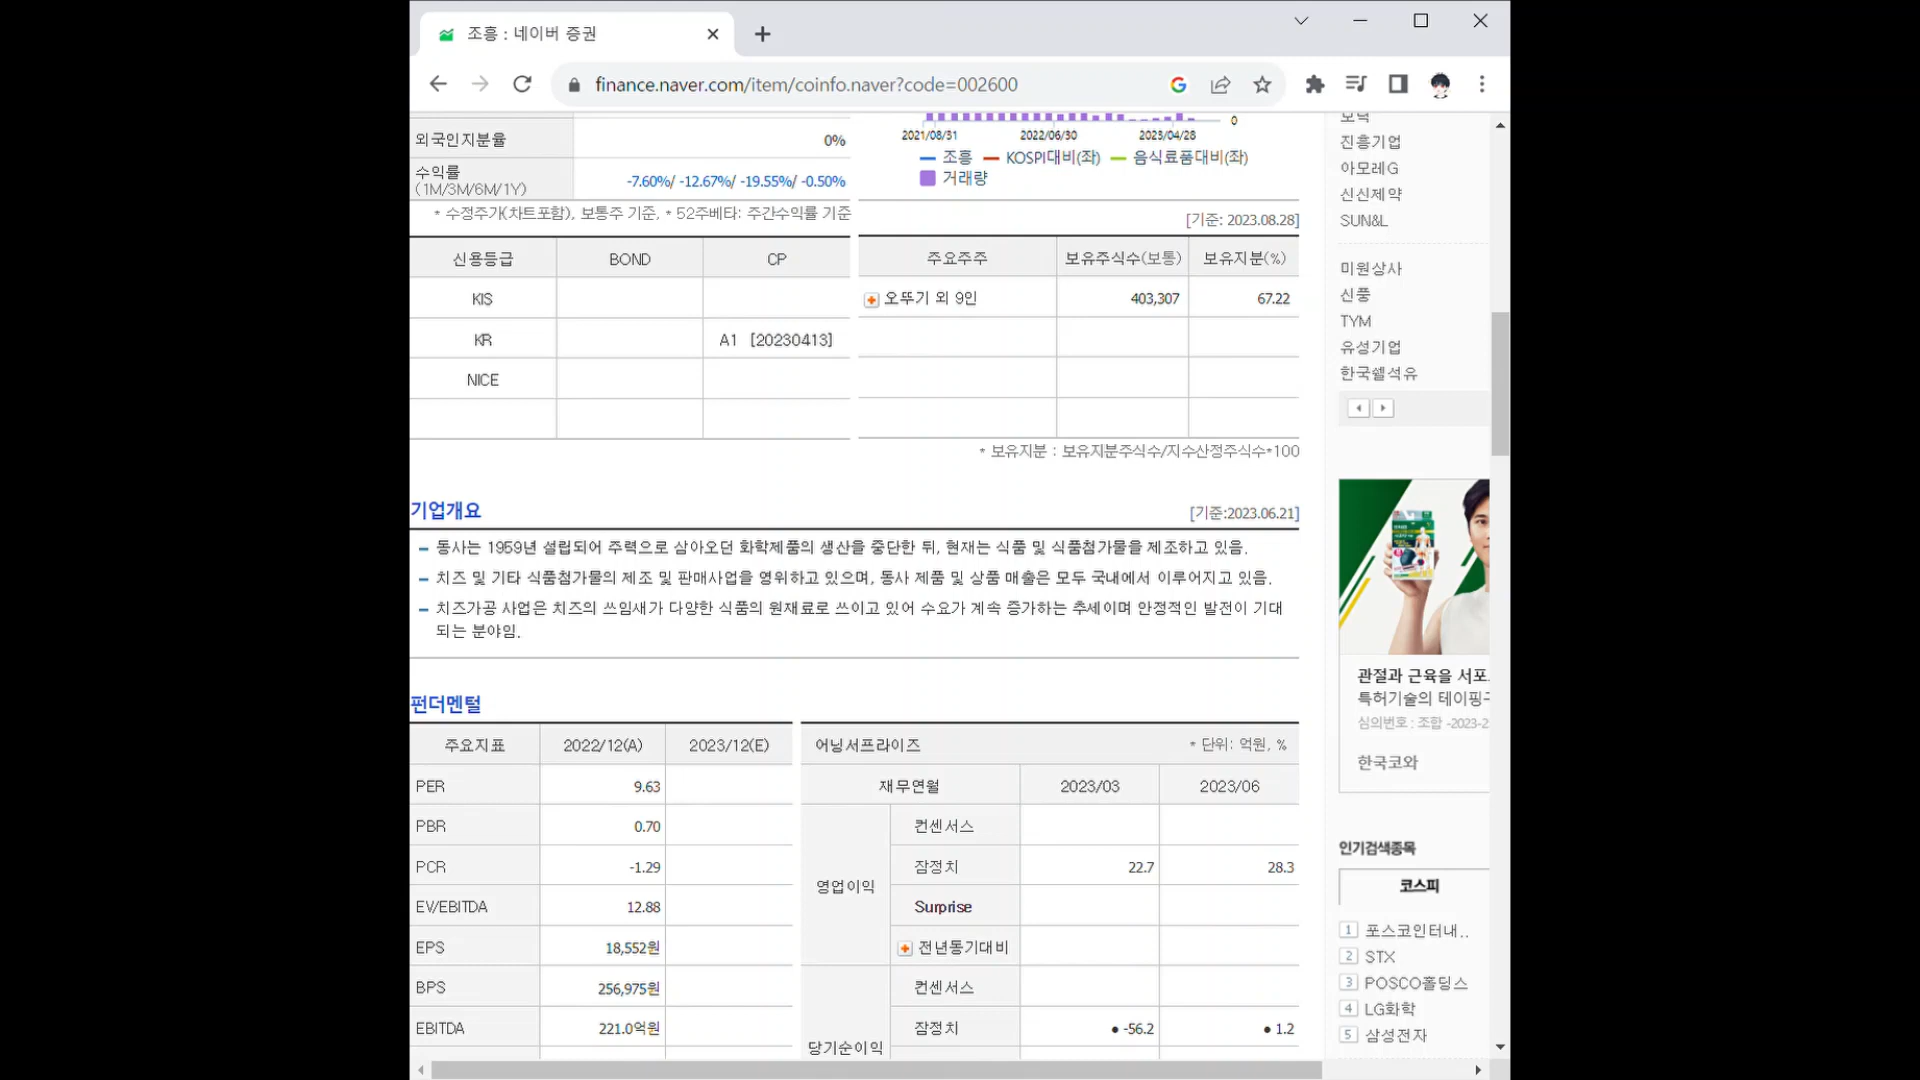 조흥 : 네이버 증권
finance.naver.com/item/coinfo.naver?code=002600
외국인지분율 0%
수익률
(1M/3M/6M/1Y) -7.60%/ -12.67%/ -19.55%/ -0.50%
* 수정주가(차트포함), 보통주 기준, * 52주베타: 주간수익률 기준
0
2021/08/31 2022/06/30 2023/04/28
조흥 KOSPI대비(좌) 음식료품대비(좌)
거래량
[기준: 2023.08.28]
신용등급 BOND CP
KIS
KR A1 [20230413]
NICE
주요주주 보유주식수(보통) 보유지분(%)
오뚜기 외 9인 403,307 67.22
* 보유지분 : 보유지분주식수/지수산정주식수*100
기업개요 [기준:2023.06.21]
동사는 1959년 설립되어 주력으로 삼아오던 화학제품의 생산을 중단한 뒤, 현재는 식품 및 식품첨가물을 제조하고 있음.
치즈 및 기타 식품첨가물의 제조 및 판매사업을 영위하고 있으며, 동사 제품 및 상품 매출은 모두 국내에서 이루어지고 있음.
치즈가공 사업은 치즈의 쓰임새가 다양한 식품의 원재료로 쓰이고 있어 수요가 계속 증가하는 추세이며 안정적인 발전이 기대
되는 분야임.
펀더멘털
주요지표 2022/12(A) 2023/12(E)
PER 9.63
PBR 0.70
PCR -1.29
EV/EBITDA 12.88
EPS 18,552원
BPS 256,975원
EBITDA 221.0억원
어닝서프라이즈 * 단위: 억원, %
재무연월 2023/03 2023/06
영업이익
컨센서스
잠정치 22.7 28.3
Surprise
전년동기대비
당기순이익
컨센서스
잠정치 ● -56.2 ● 1.2
진흥기업
아모레G
신신제약
SUN&L
미원상사
신풍
TYM
유성기업
한국쉘석유
관절과 근육을 서포
특허기술의 테이핑
심의번호 : 조합 -2023-2
한국코와
인기검색종목
코스피
1 포스코인터내..
2 STX
3 POSCO홀딩스
4 LG화학
5 삼성전자